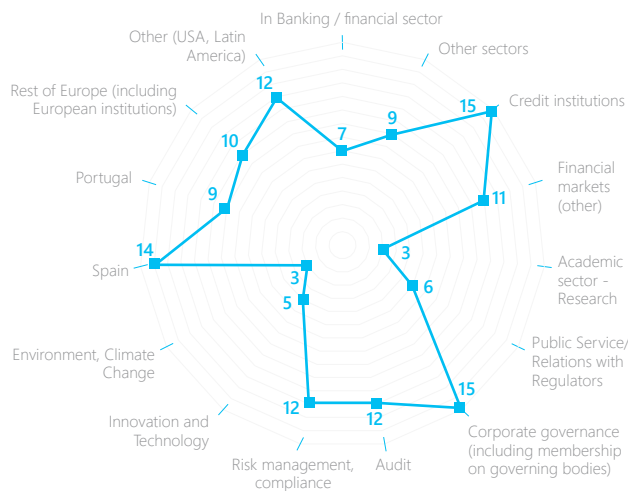 In Banking / financial sector
7
Other sectors
9
Credit institutions
15
Financial
markets
(other)
11
Academic
sector -
Research
3
Public Service/
Relations with
Regulators
6
Corporate governance
(including membership
on governing bodies)
15
Audit
12
Risk management,
compliance
12
Innovation and
Technology
5
Environment, Climate
Change
3
Spain
14
Portugal
9
Rest of Europe (including
European institutions)
10
Other (USA, Latin
America)
12